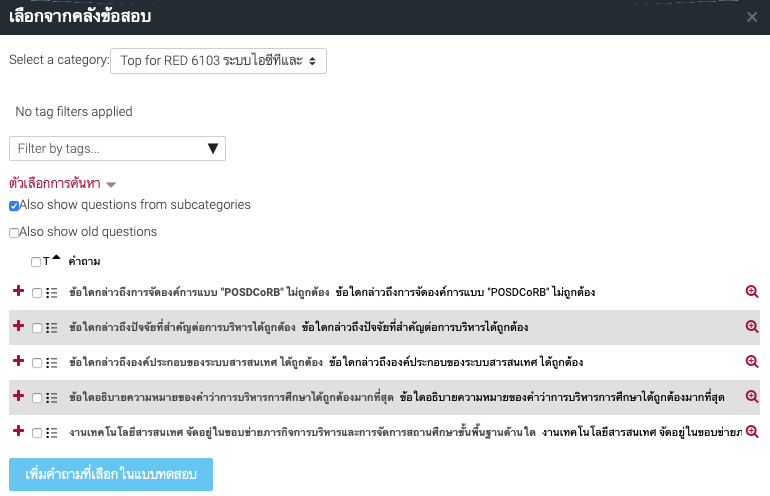 เลือกจากคลังข้อสอบ
Select a category: Top for RED 6103 ระบบไอซีทีและ
No tag filters applied
Filter by tags...
ตัวเลือกการค้นหา
Also show questions from subcategories
Also show old questions
T คำถาม
ข้อใดกล่าวถึงการจัดองค์การแบบ "POSDCoRB" ไม่ถูกต้อง ข้อใดกล่าวถึงการจัดองค์การแบบ "POSDCoRB" ไม่ถูกต้อง
ข้อใดกล่าวถึงปัจจัยที่สำคัญต่อการบริหารได้ถูกต้อง ข้อใดกล่าวถึงปัจจัยที่สำคัญต่อการบริหารได้ถูกต้อง
ข้อใดกล่าวถึงองค์ประกอบของระบบสารสนเทศ ได้ถูกต้อง ข้อใดกล่าวถึงองค์ประกอบของระบบสารสนเทศ ได้ถูกต้อง
ข้อใดอธิบายความหมายของคำว่าการบริหารการศึกษาได้ถูกต้องมากที่สุด ข้อใดอธิบายความหมายของคำว่าการบริหารการศึกษาได้ถูกต้องมากที่สุด
งานเทคโนโลยีสารสนเทศ จัดอยู่ในขอบข่ายภารกิจการบริหารและการจัดการสถานศึกษาขั้นพื้นฐานด้านใด งานเทคโนโลยีสารสนเทศ จัดอยู่ในขอบข่ายภ
เพิ่มคำถามที่เลือก ในแบบทดสอบ